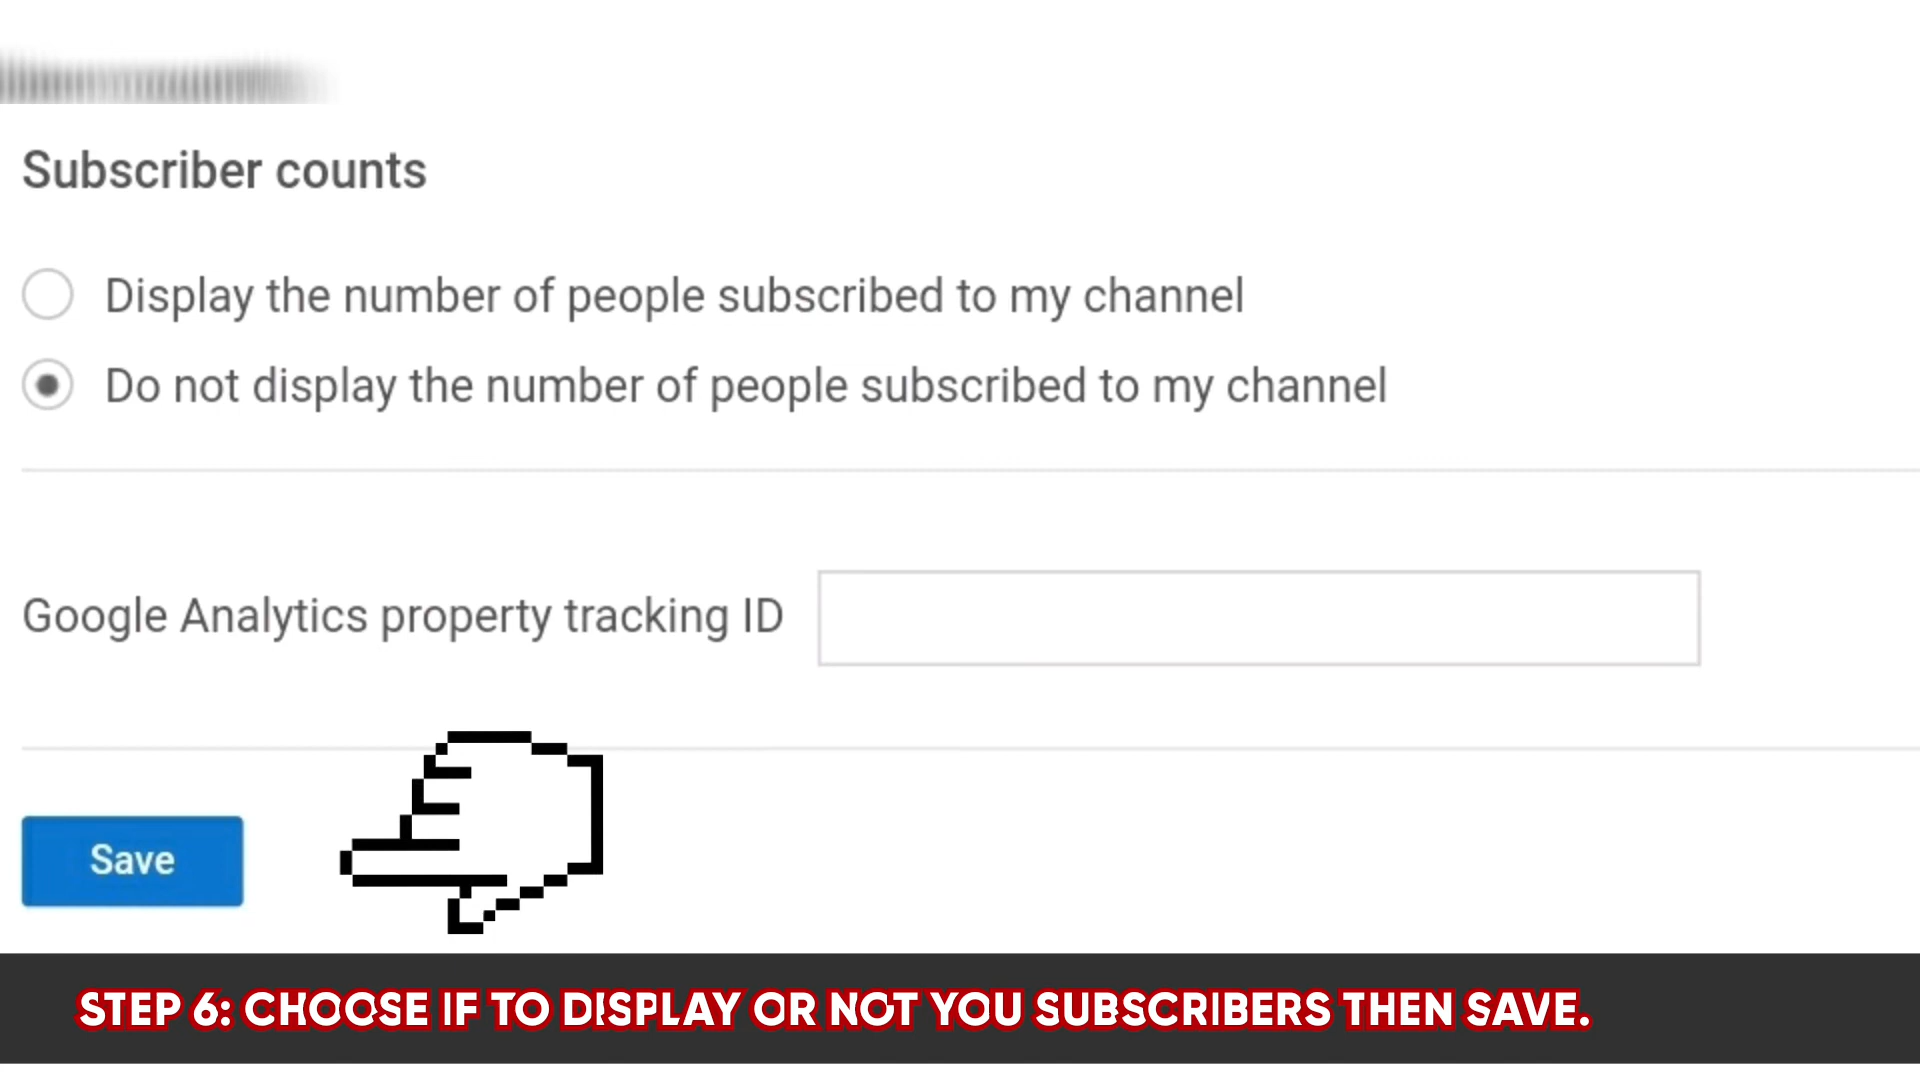 Subscriber counts
Display the number of people subscribed to my channel
Do not display the number of people subscribed to my channel
Google Analytics property tracking ID
Save
STEP 6: CHOOSE IF TO DISPLAY OR NOT YOU SUBSCRIBERS THEN SAVE.